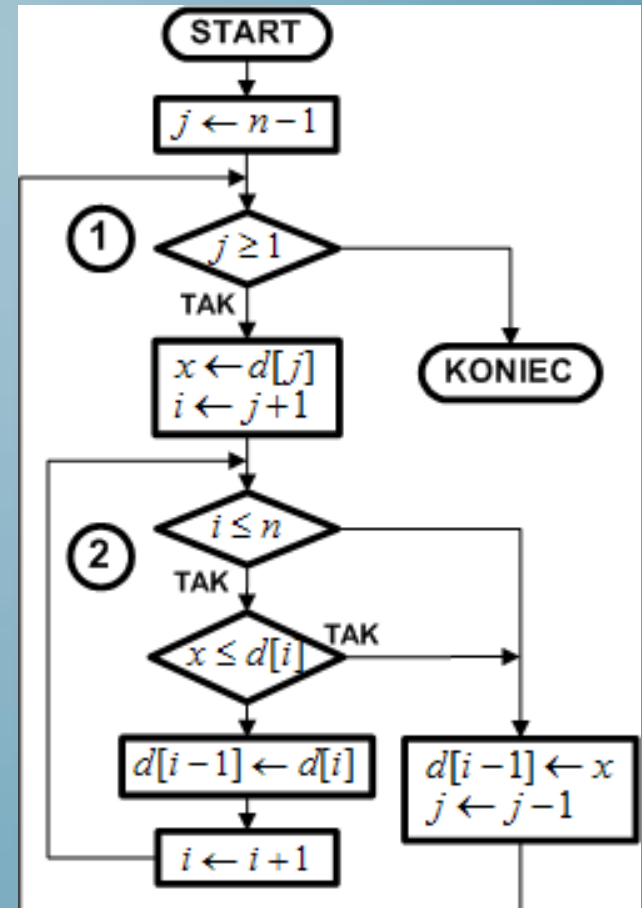 START
j ← n − 1
1
j ≥ 1
TAK
x ← d[j]
i ← j + 1
KONIEC
i ≤ n
2
TAK
x ≤ d[i]
TAK
d[i − 1] ← d[i]
d[i − 1] ← x
j ← j − 1
i ← i + 1